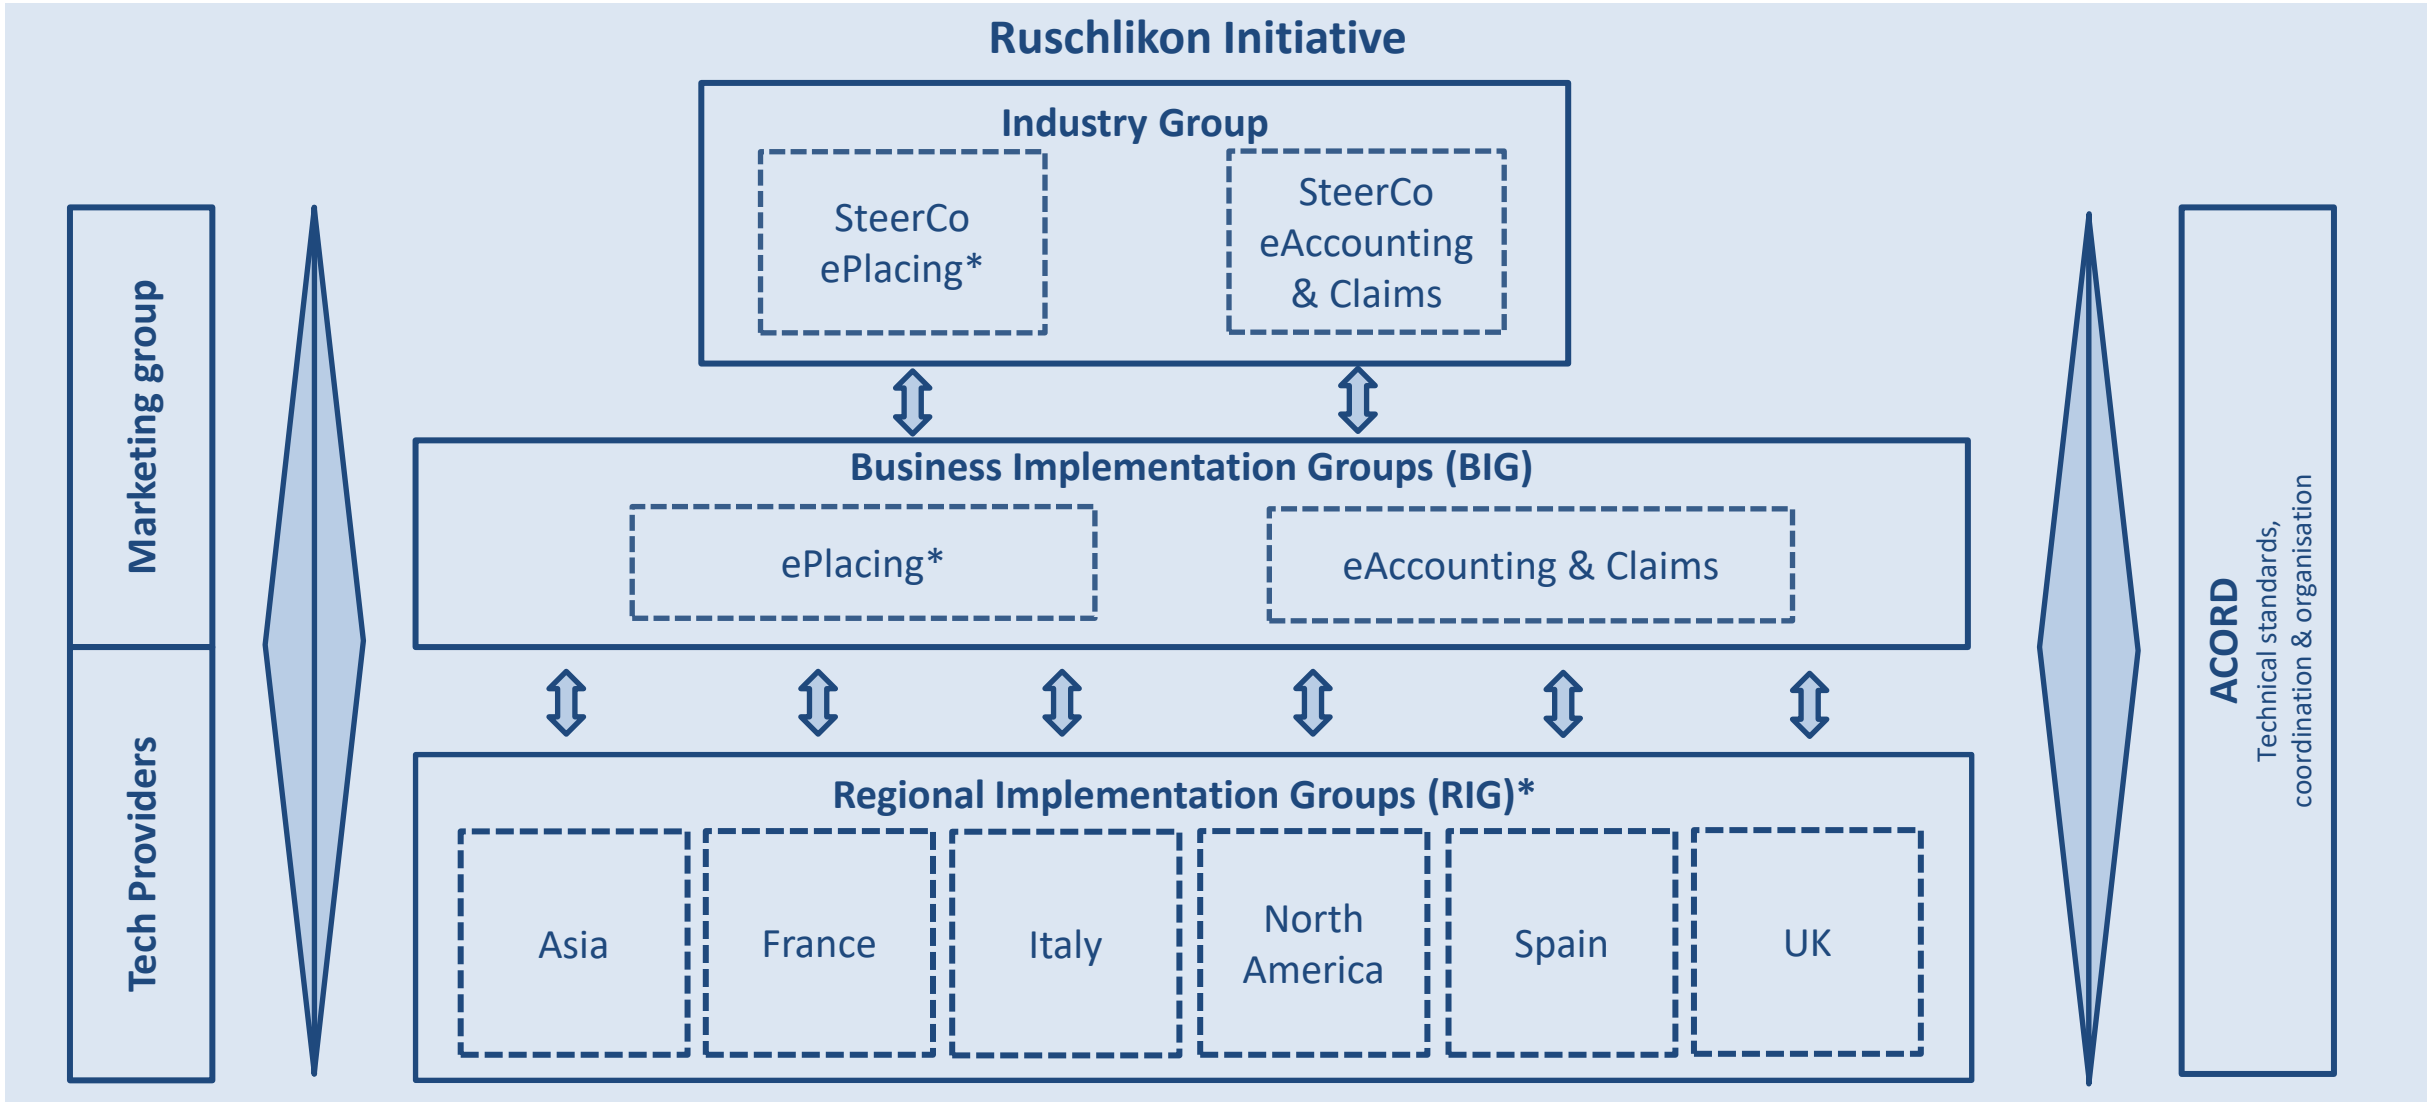 Ruschlikon Initiative
Industry Group
SteerCo
ePlacing*
SteerCo
eAccounting
& Claims
Marketing group
Tech Providers
Business Implementation Groups (BIG)
ePlacing*
eAccounting & Claims
Regional Implementation Groups (RIG)*
Asia
France
Italy
North
America
Spain
UK
ACORD
Technical standards,
coordination & organisation